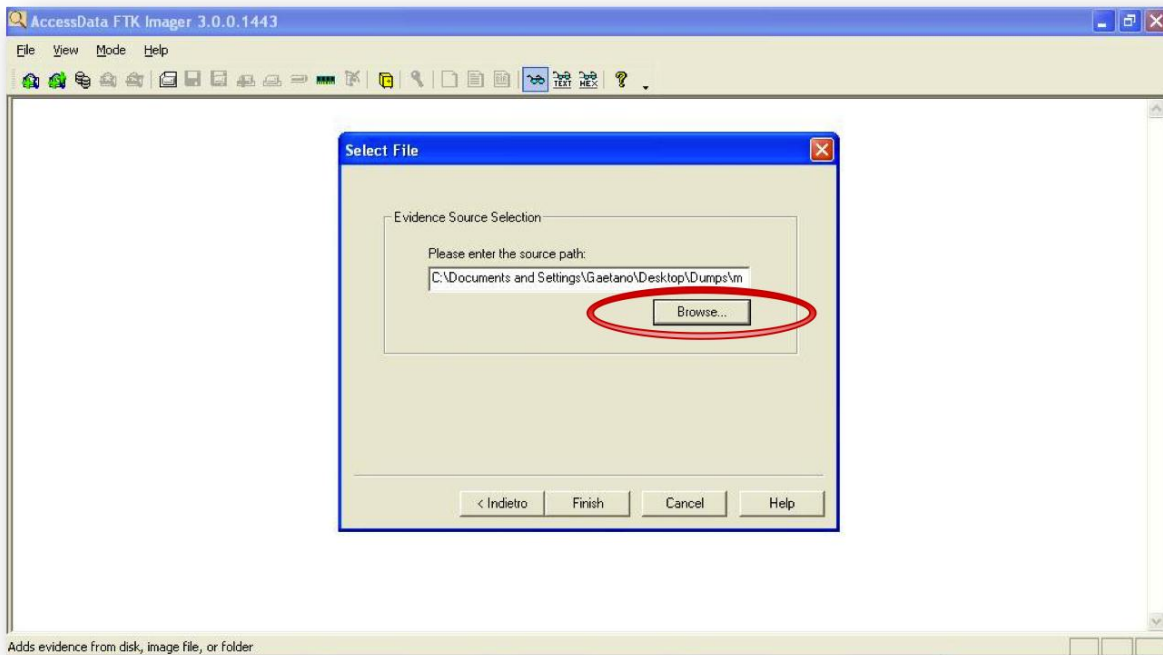 AccessData FTK Imager 3.0.0.1443
File View Mode Help
TEXT HEX ?
Select File
Evidence Source Selection
Please enter the source path:
C:\Documents and Settings\Gaetano\Desktop\Dumps\m
Browse...
< Indietro Finish Cancel Help
Adds evidence from disk, image file, or folder